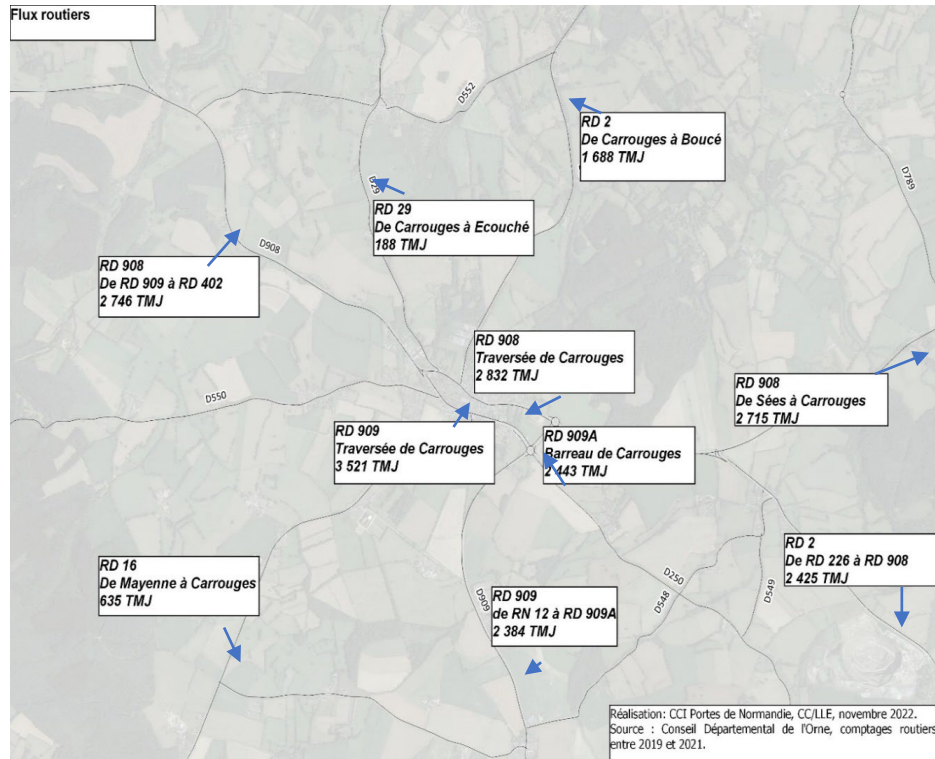 Flux routiers
D552
RD 2
De Carrouges à Boucé
1 688 TMJ
D789
D29
RD 29
De Carrouges à Ecouché
188 TMJ
D908
RD 908
De RD 909 à RD 402
2 746 TMJ
RD 908
Traversée de Carrouges
2 832 TMJ
RD 908
De Sées à Carrouges
2 715 TMJ
D550
RD 909
Traversée de Carrouges
3 521 TMJ
RD 909A
Barreau de Carrouges
2 443 TMJ
RD 16
De Mayenne à Carrouges
635 TMJ
D909
RD 909
de RN 12 à RD 909A
2 384 TMJ
D250
D548
D549
RD 2
De RD 226 à RD 908
2 425 TMJ
Réalisation: CCI Portes de Normandie, CC/LLE, novembre 2022.
Source : Conseil Départemental de l'Orne, comptages routiers
entre 2019 et 2021.